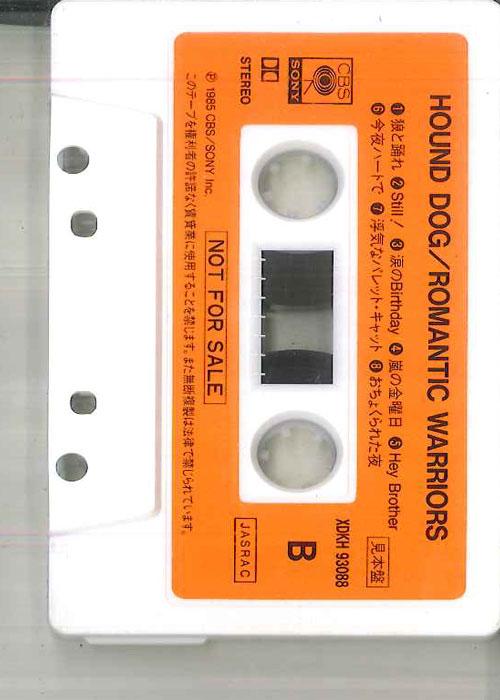 HOUND DOG/ROMANTIC WARRIORS
❶ 狼と踊れ ❷ Still! ❸ 涙のBirthday ❹ 嵐の金曜日 ❺ Hey Brother
❻ 今夜ハートで ❼ 浮気なパレット・キャット ❽ おちょくられた夜
見本盤
XDKH 93088
B
JASRAC
CBS
SONY
STEREO
NOT FOR SALE
Ⓟ 1985 CBS/SONY Inc.
このテープを権利者の許諾なく賃貸業に使用することを禁じます。また無断複製は法律で禁じられています。